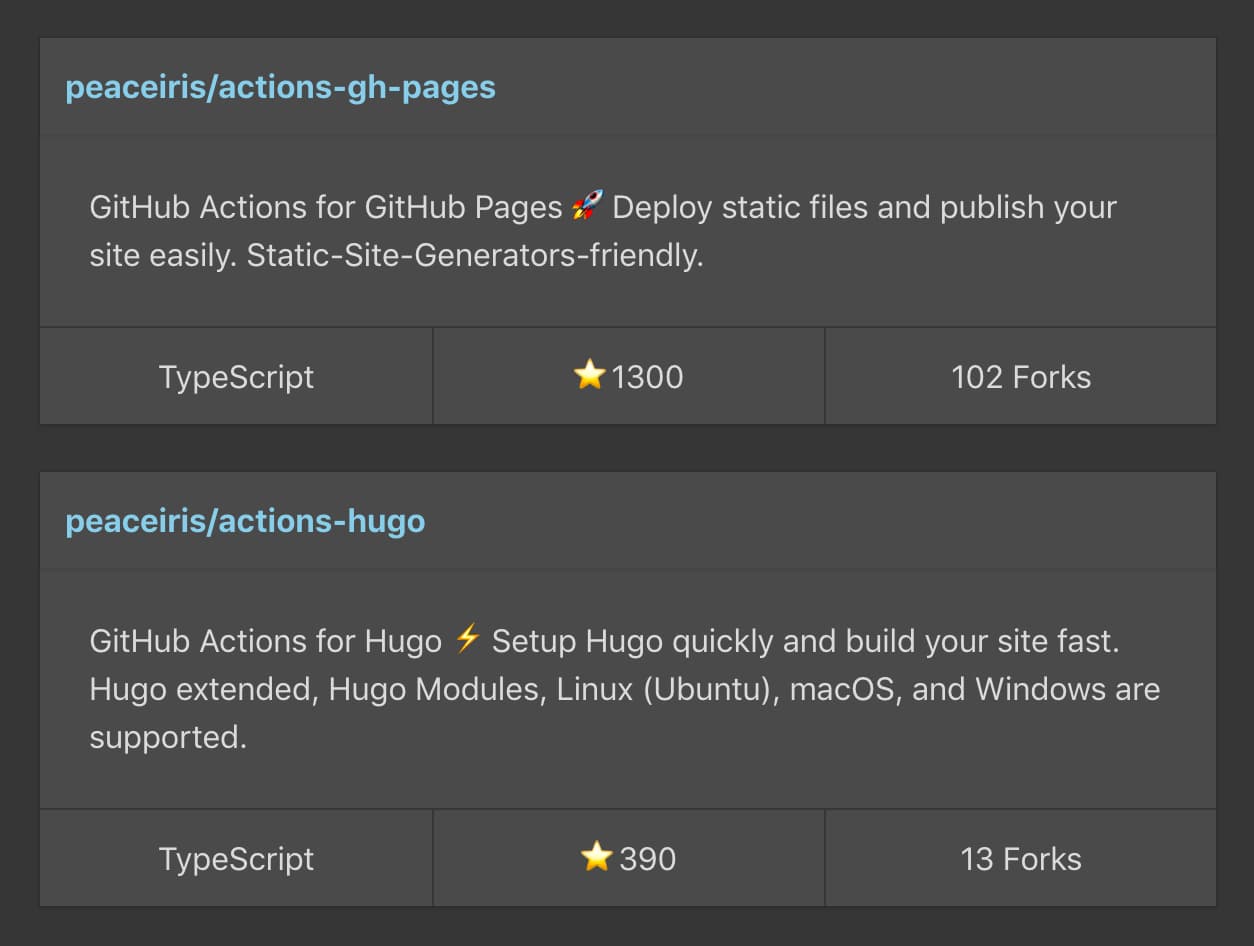 peaceiris/actions-gh-pages
GitHub Actions for GitHub Pages 🚀 Deploy static files and publish your
site easily. Static-Site-Generators-friendly.
TypeScript ⭐1300 102 Forks
peaceiris/actions-hugo
GitHub Actions for Hugo ⚡ Setup Hugo quickly and build your site fast.
Hugo extended, Hugo Modules, Linux (Ubuntu), macOS, and Windows are
supported.
TypeScript ⭐390 13 Forks